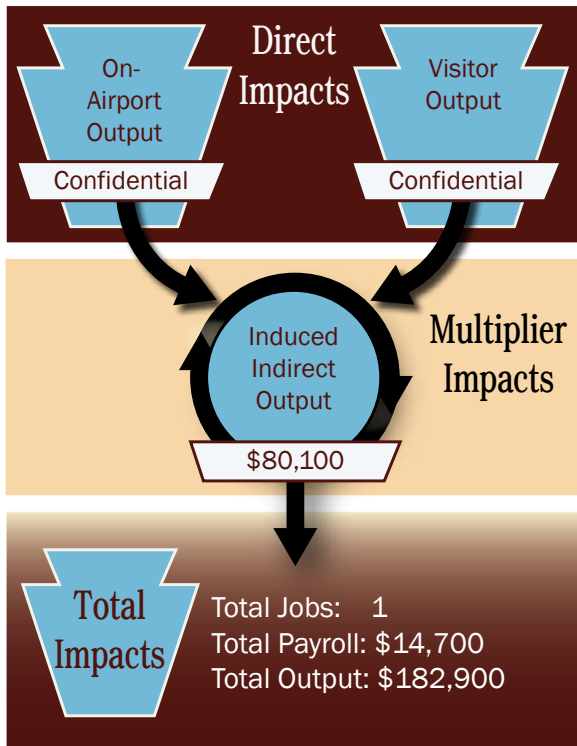 Direct
Impacts
On-
Airport
Output
Confidential
Visitor
Output
Confidential
Multiplier
Impacts
Induced
Indirect
Output
$80,100
Total
Impacts
Total Jobs: 1
Total Payroll: $14,700
Total Output: $182,900